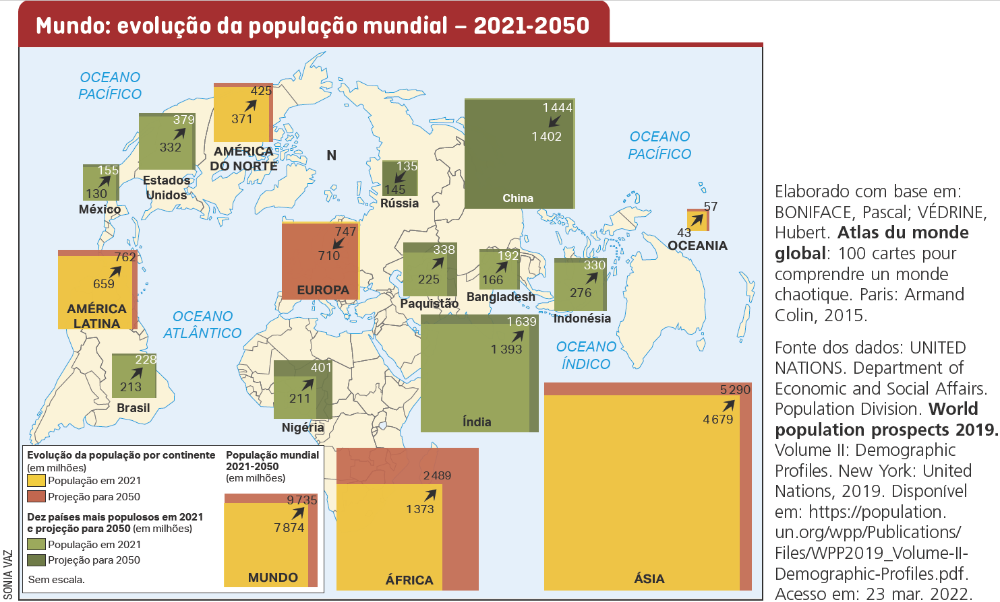 Mundo: evolução da população mundial – 2021-2050
OCEANO
PACÍFICO
425
371
AMÉRICA
DO NORTE
379
332
Estados
Unidos
155
130
México
N
135
145
Rússia
1 444
1 402
China
OCEANO
PACÍFICO
57
43
OCEANIA
747
710
EUROPA
338
225
Paquistão
192
166
Bangladesh
330
276
Indonésia
762
659
AMÉRICA
LATINA
OCEANO
ATLÂNTICO
1 639
1 393
Índia
OCEANO
ÍNDICO
228
213
Brasil
401
211
Nigéria
5 290
4 679
ÁSIA
2 489
1 373
ÁFRICA
Evolução da população por continente
(em milhões)
População em 2021
Projeção para 2050
Dez países mais populosos em 2021
e projeção para 2050 (em milhões)
População em 2021
Projeção para 2050
Sem escala.
População mundial
2021-2050
(em milhões)
9 735
7 874
MUNDO
SONIA VAZ
Elaborado com base em:
BONIFACE, Pascal; VÉDRINE,
Hubert. Atlas du monde
global: 100 cartes pour
comprendre un monde
chaotique. Paris: Armand
Colin, 2015.
Fonte dos dados: UNITED
NATIONS. Department of
Economic and Social Affairs.
Population Division. World
population prospects 2019.
Volume II: Demographic
Profiles. New York: United
Nations, 2019. Disponível
em: https://population.
un.org/wpp/Publications/
Files/WPP2019_Volume-II-
Demographic-Profiles.pdf.
Acesso em: 23 mar. 2022.